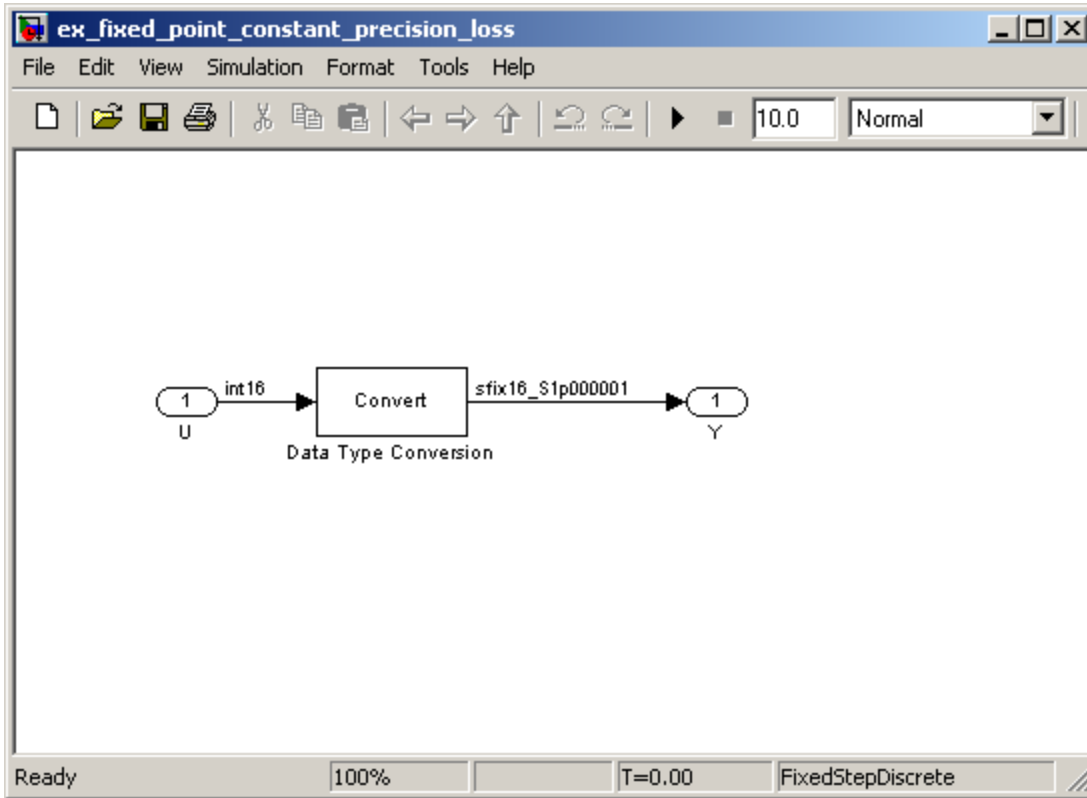 ex_fixed_point_constant_precision_loss
File Edit View Simulation Format Tools Help
10.0 Normal
int16 sfix16_S1p000001
1 Convert 1
U Y
Data Type Conversion
Ready 100% T=0.00 FixedStepDiscrete